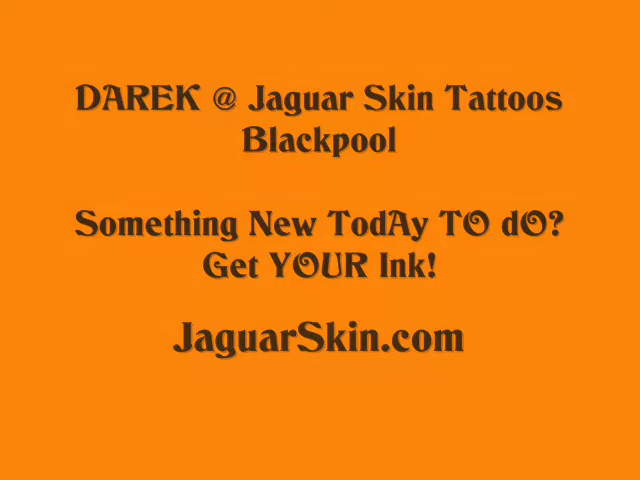 DAREK @ Jaguar Skin Tattoos
Blackpool
Something New TodAy TO dO?
Get YOUR Ink!
JaguarSkin.com